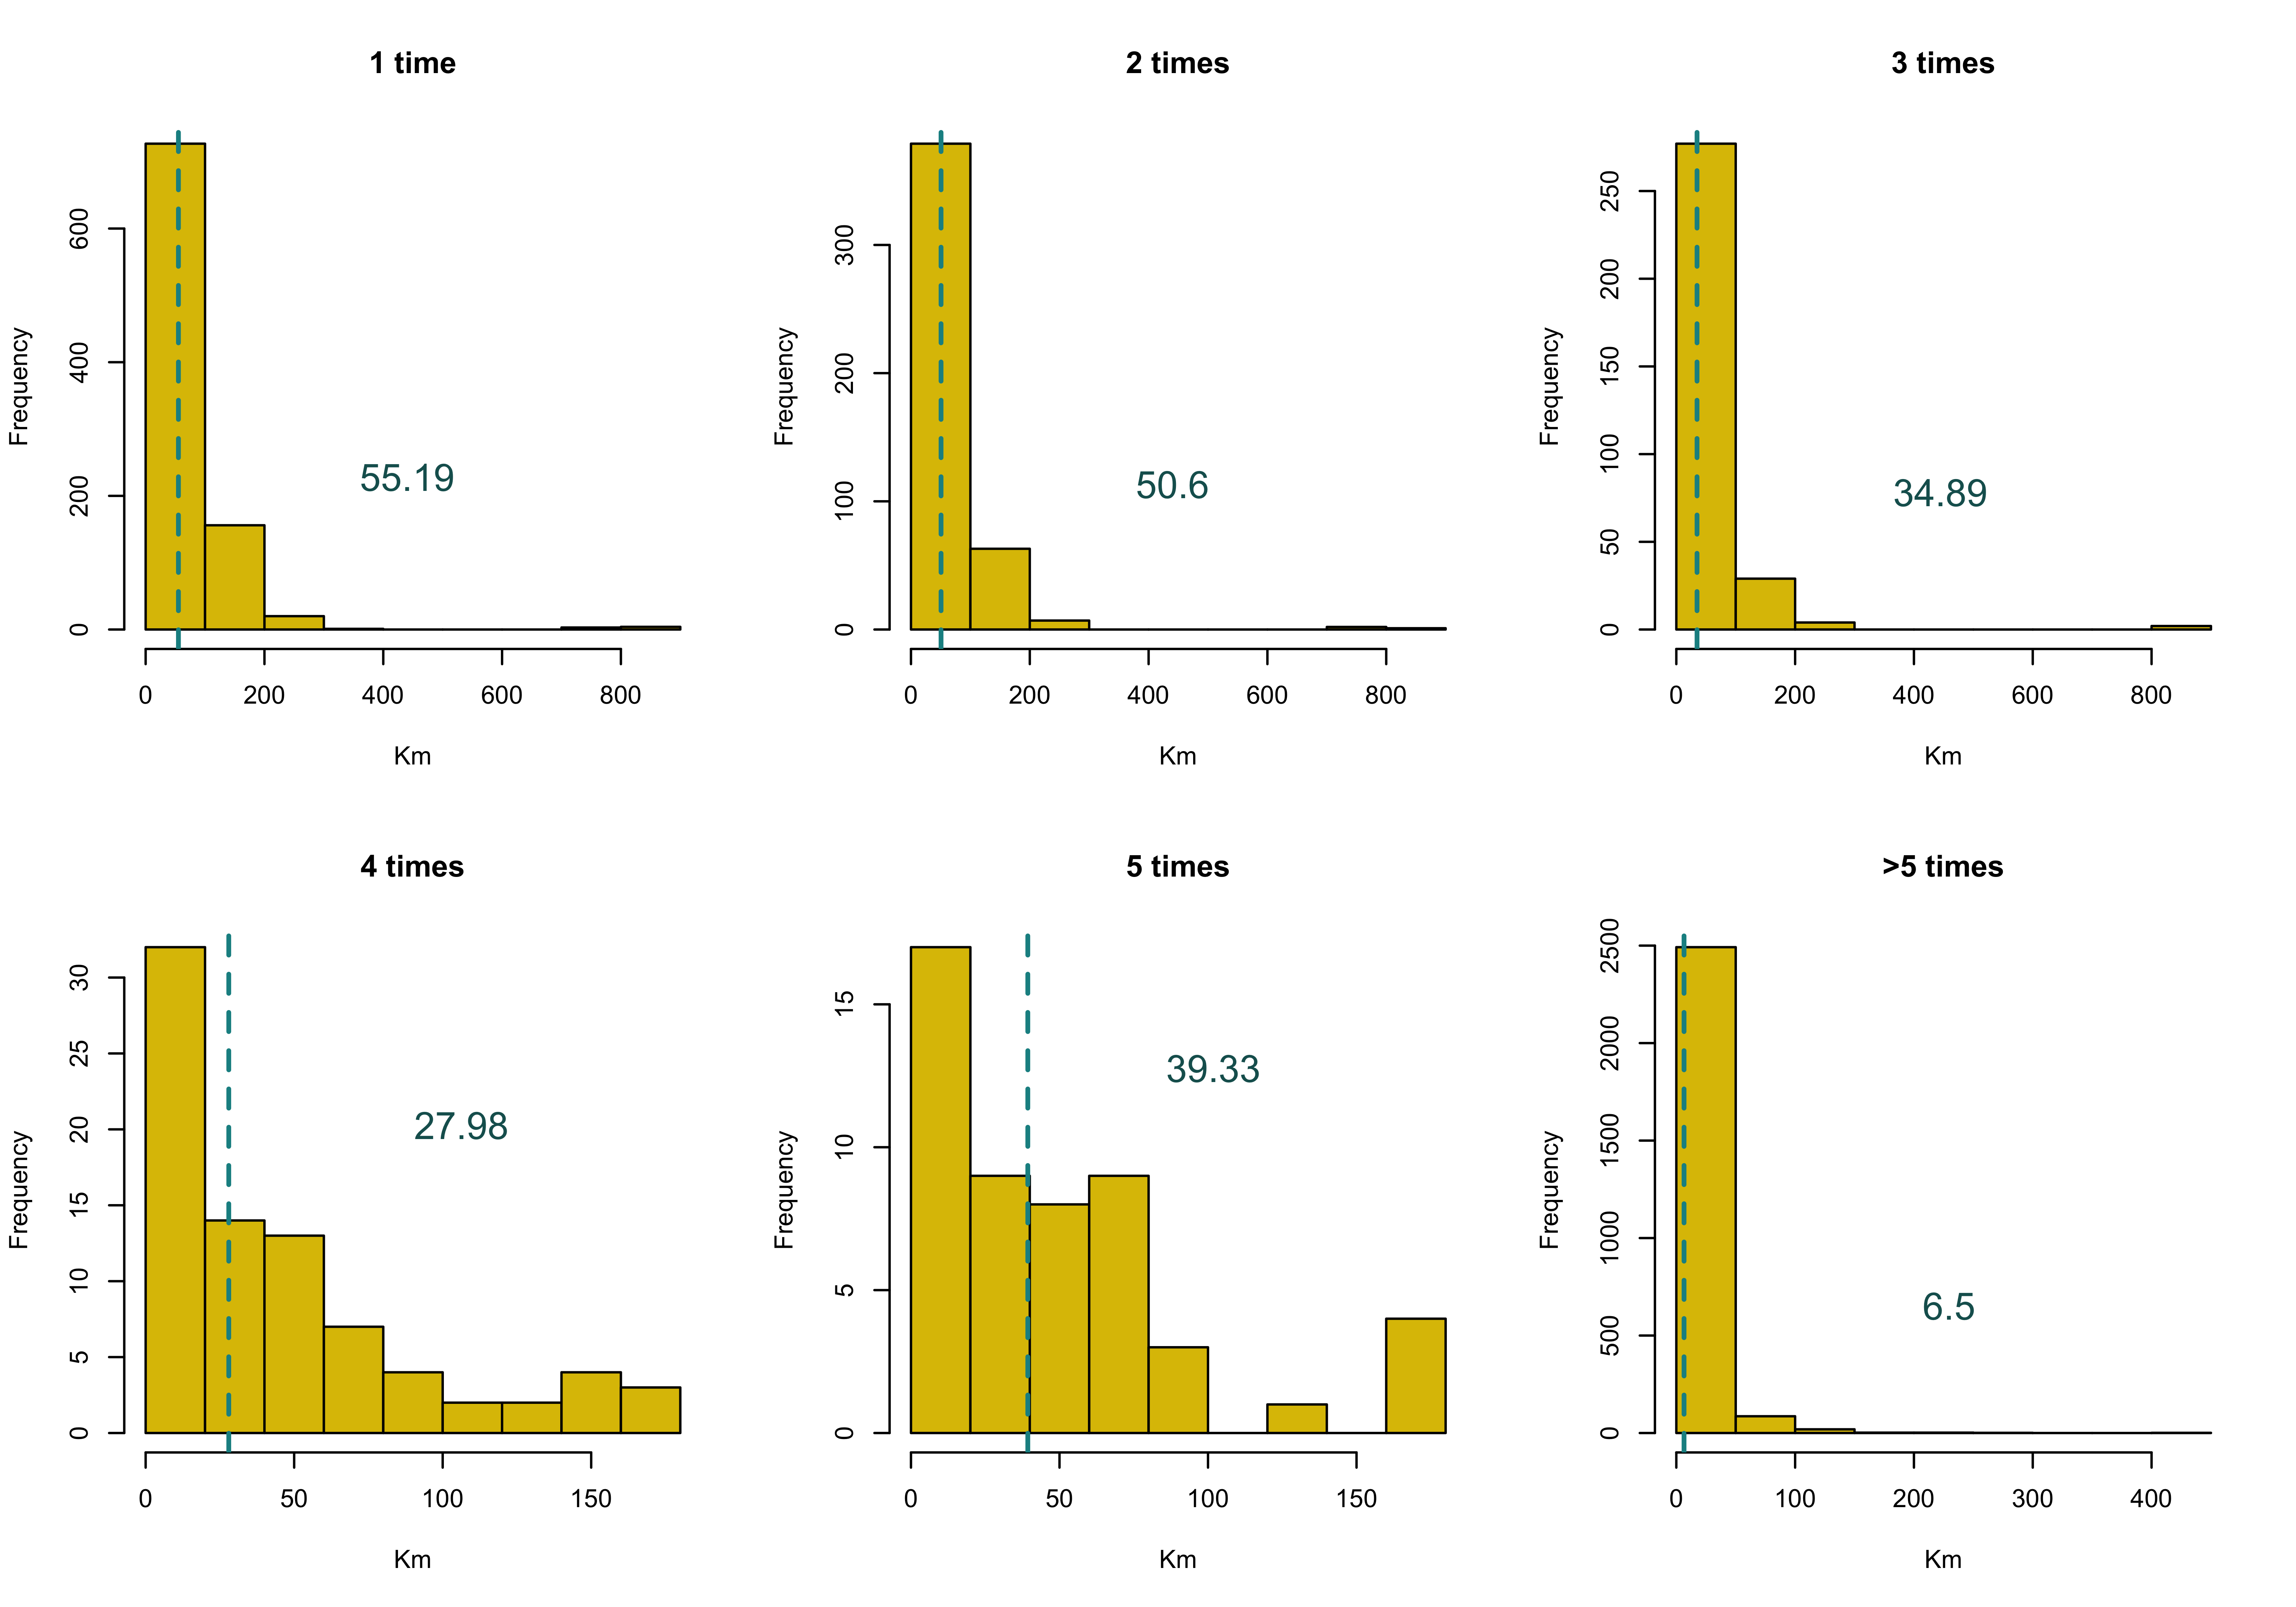 1 time
Frequency
0 200 400 600
55.19
0 200 400 600 800
Km
2 times
Frequency
0 100 200 300
50.6
0 200 400 600 800
Km
3 times
Frequency
0 50 100 150 200 250
34.89
0 200 400 600 800
Km
4 times
Frequency
0 5 10 15 20 25 30
27.98
0 50 100 150
Km
5 times
Frequency
0 5 10 15
39.33
0 50 100 150
Km
>5 times
Frequency
0 500 1000 1500 2000 2500
6.5
0 100 200 300 400
Km